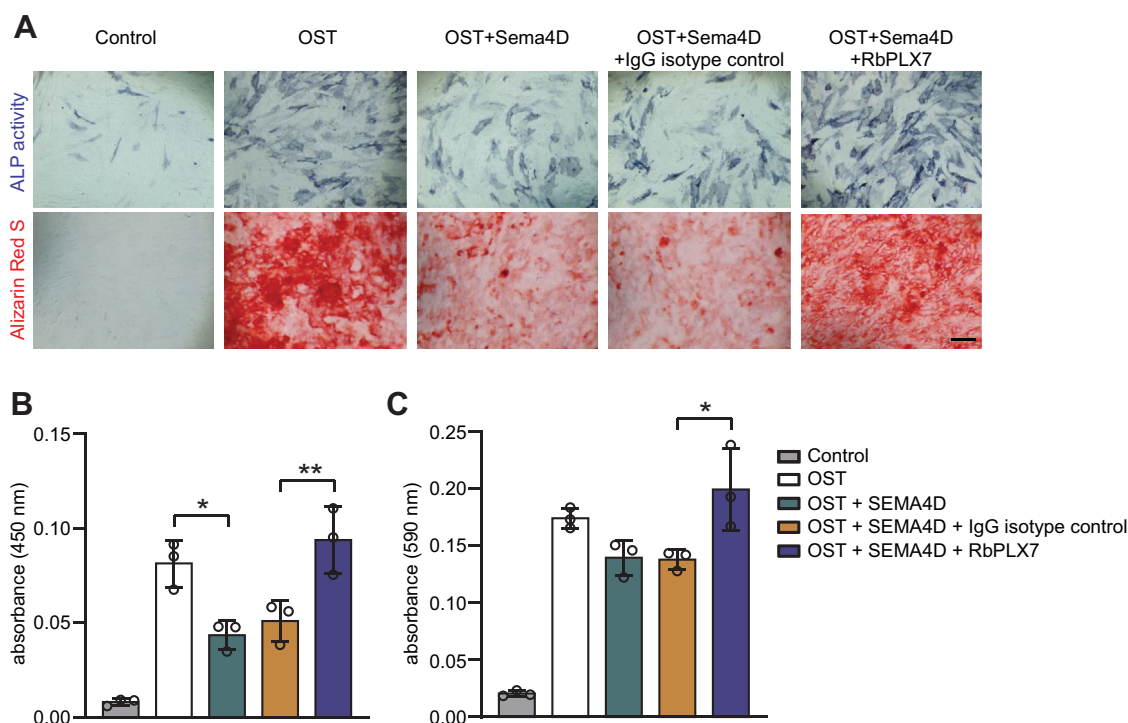 A
Control
OST
OST+Sema4D
OST+Sema4D
+IgG isotype control
OST+Sema4D
+RbPLX7
ALP activity
Alizarin Red S
B
absorbance (450 nm)
0.15
0.10
0.05
0.00
*
**
C
absorbance (590 nm)
0.25
0.20
0.15
0.10
0.05
0.00
*
Control
OST
OST + SEMA4D
OST + SEMA4D + IgG isotype control
OST + SEMA4D + RbPLX7